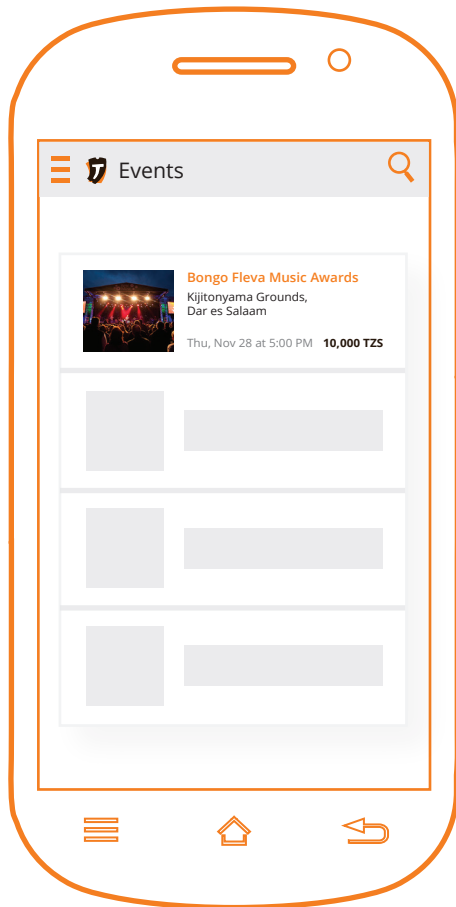 T Events
Bongo Fleva Music Awards
Kijitonyama Grounds,
Dar es Salaam
Thu, Nov 28 at 5:00 PM 10,000 TZS